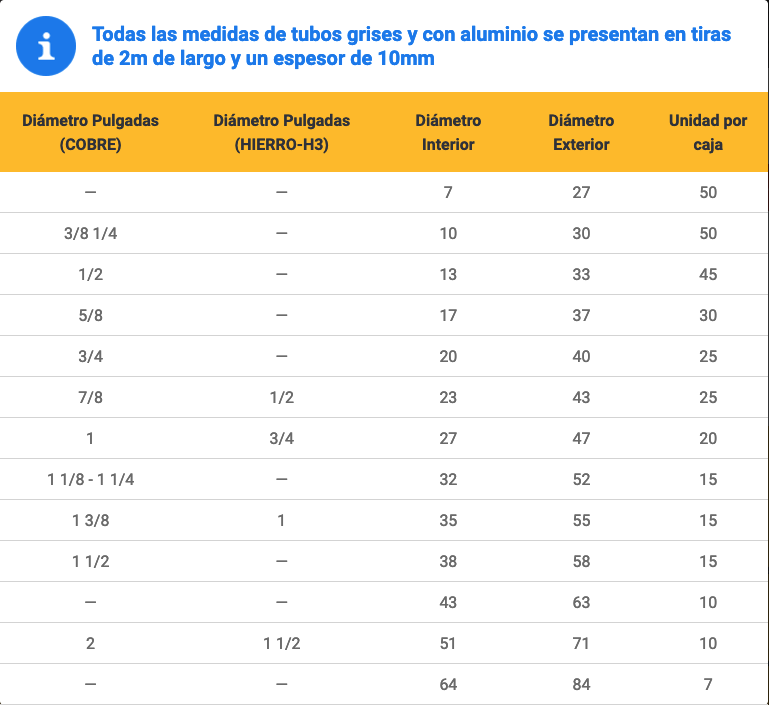 Todas las medidas de tubos grises y con aluminio se presentan en tiras
de 2m de largo y un espesor de 10mm
Diámetro Pulgadas (COBRE) Diámetro Pulgadas (HIERRO-H3) Diámetro Interior Diámetro Exterior Unidad por caja
— — 7 27 50
3/8 1/4 — 10 30 50
1/2 — 13 33 45
5/8 — 17 37 30
3/4 — 20 40 25
7/8 1/2 23 43 25
1 3/4 27 47 20
1 1/8 - 1 1/4 — 32 52 15
1 3/8 1 35 55 15
1 1/2 — 38 58 15
— — 43 63 10
2 1 1/2 51 71 10
— — 64 84 7